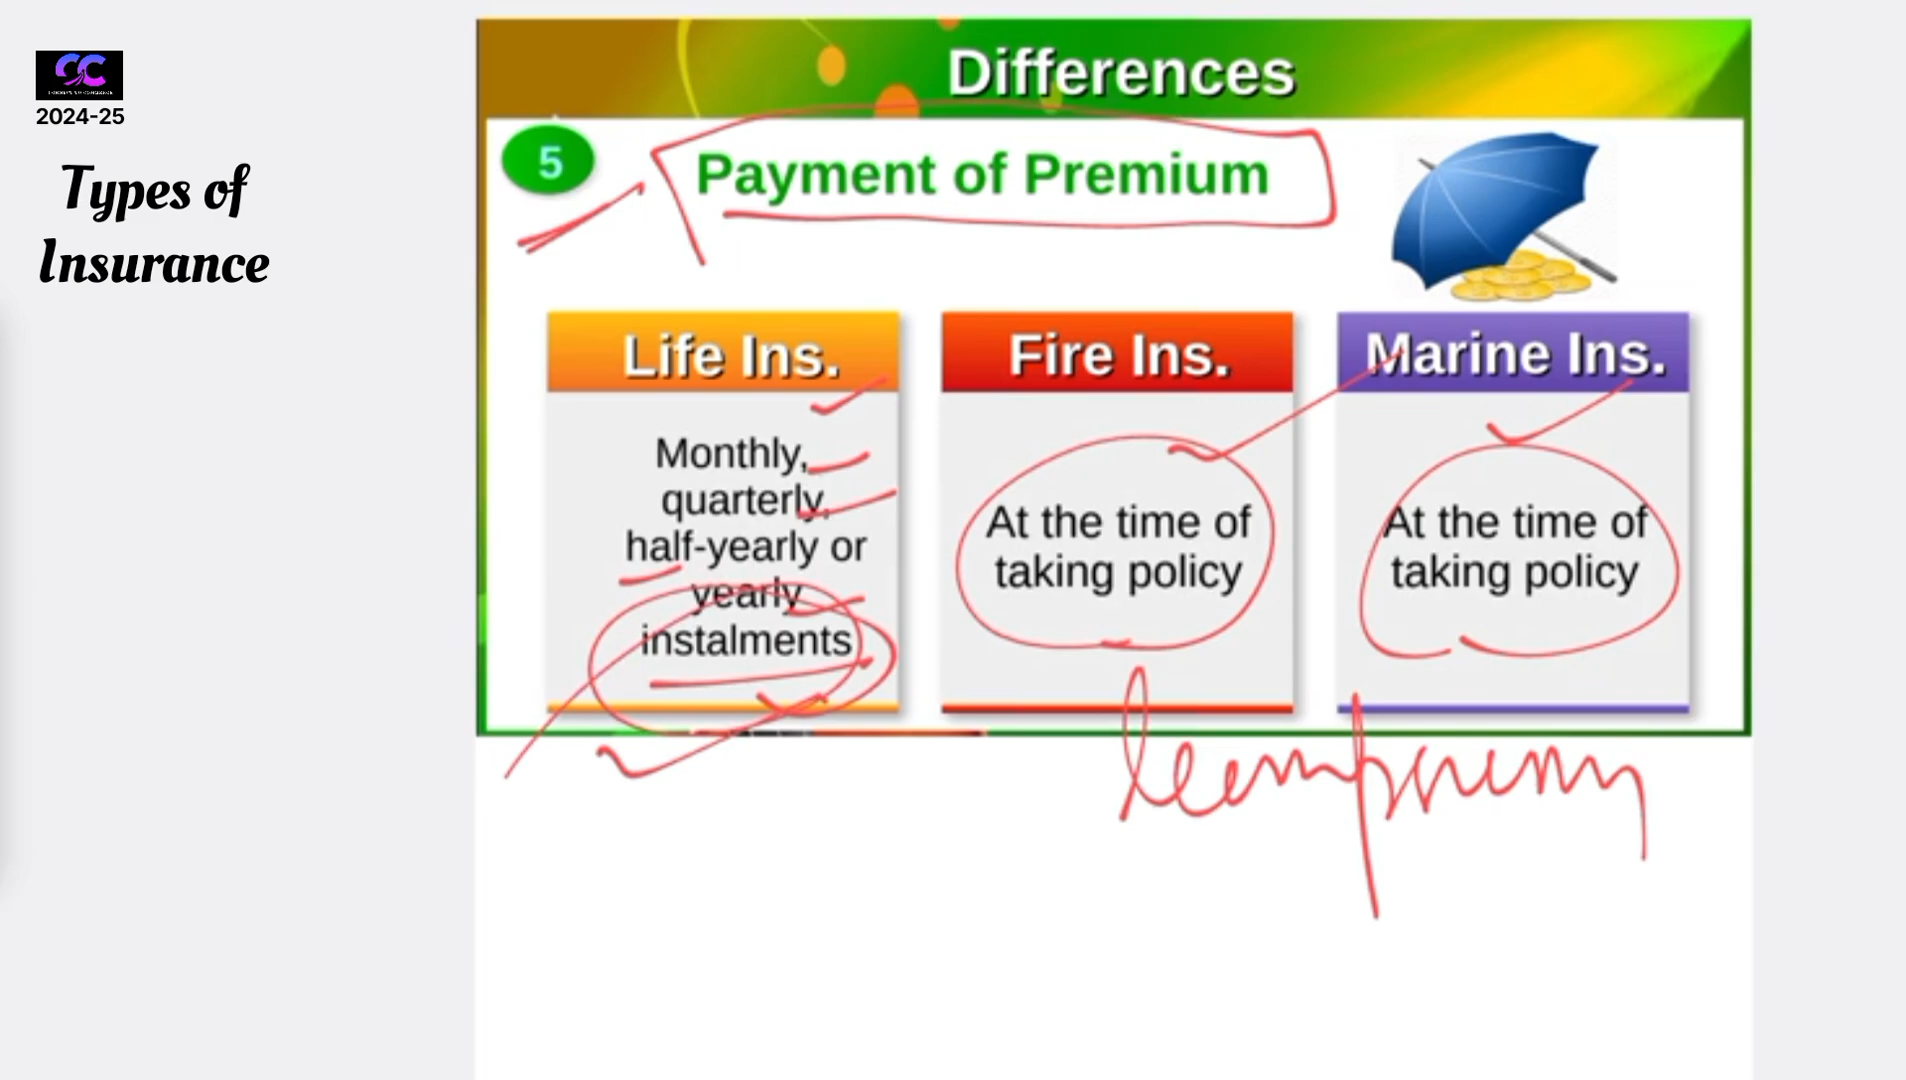 2024-25
Types of
Insurance
Differences
5
Payment of Premium
Life Ins.
Monthly,
quarterly,
half-yearly or
yearly
instalments
Fire Ins.
At the time of
taking policy
Marine Ins.
At the time of
taking policy